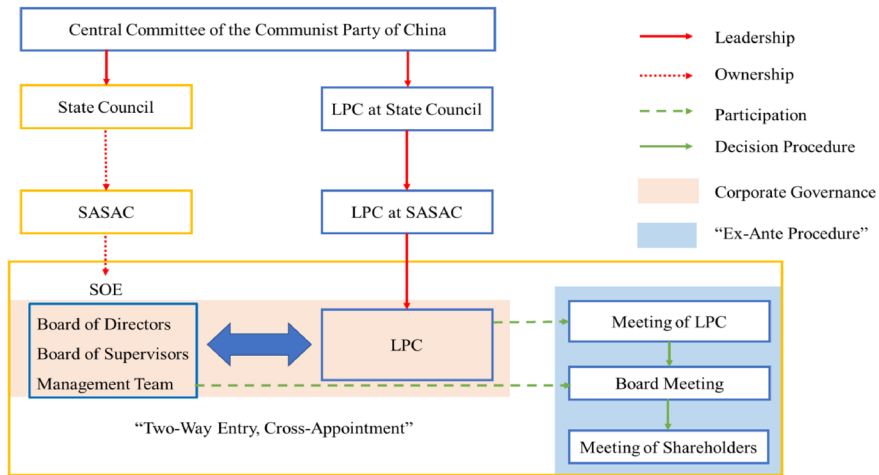 Central Committee of the Communist Party of China
State Council
LPC at State Council
SASAC
LPC at SASAC
Leadership
Ownership
Participation
Decision Procedure
Corporate Governance
“Ex-Ante Procedure”
SOE
Board of Directors
Board of Supervisors
Management Team
LPC
Meeting of LPC
Board Meeting
Meeting of Shareholders
“Two-Way Entry, Cross-Appointment”